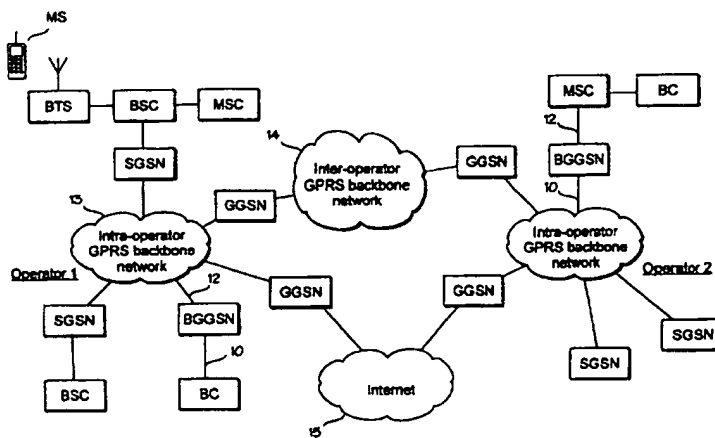 MS
BTS
BSC
MSC
MSC
BC
12
14
SGSN
Inter-operator
GPRS backbone
network
GGSN
BGGSN
10
13
GGSN
Intra-operator
GPRS backbone
network
Intra-operator
GPRS backbone
network
Operator 1
Operator 2
12
GGSN
GGSN
SGSN
BGGSN
SGSN
SGSN
10
BSC
BC
Internet
15